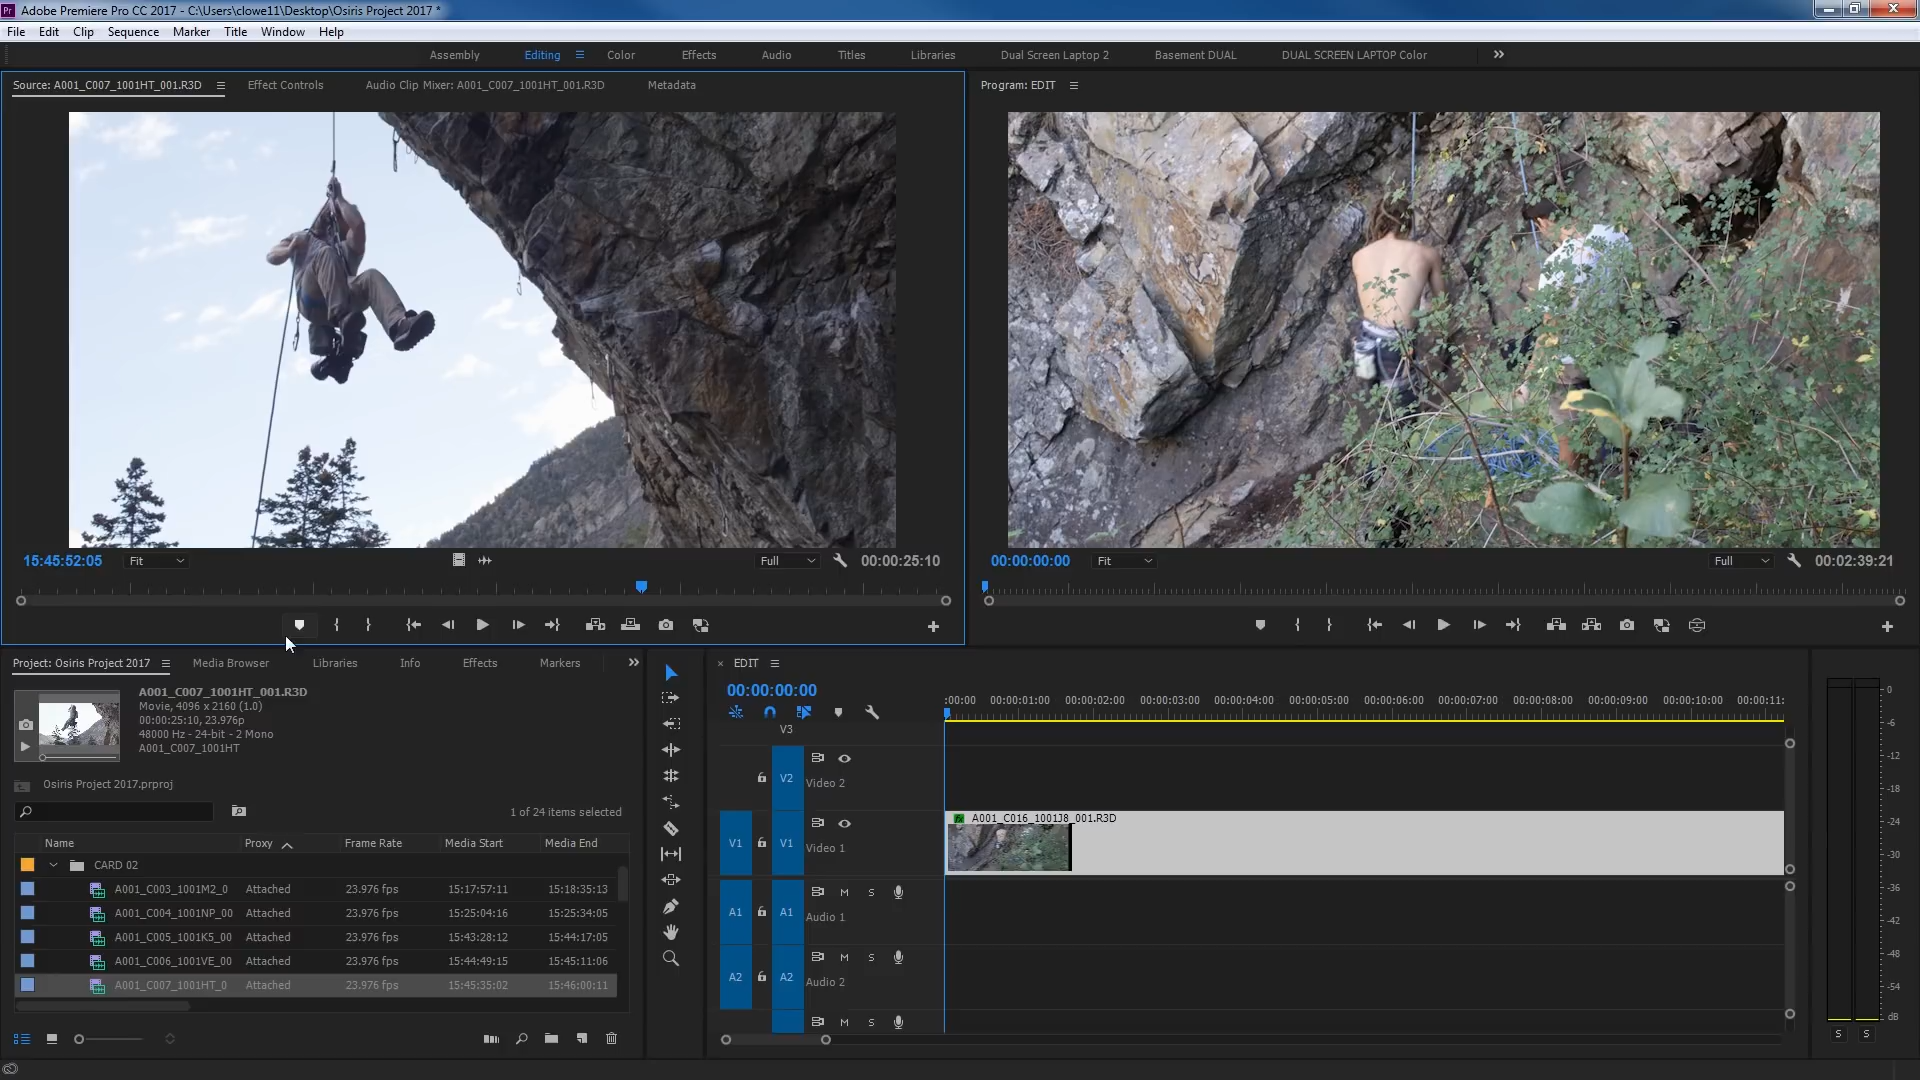 Pr Adobe Premiere Pro CC 2017 - C:\Users\clowe11\Desktop\Osiris Project 2017 *
File Edit Clip Sequence Marker Title Window Help
Assembly Editing Color Effects Audio Titles Libraries Dual Screen Laptop 2 Basement DUAL DUAL SCREEN LAPTOP Color
Source: A001_C007_1001HT_001.R3D Effect Controls Audio Clip Mixer: A001_C007_1001HT_001.R3D Metadata
Program: EDIT
15:45:52:05 Fit Full 00:00:25:10
00:00:00:00 Fit Full 00:02:39:21
Project: Osiris Project 2017 Media Browser Libraries Info Effects Markers
A001_C007_1001HT_001.R3D
Movie, 4096 x 2160 (1.0)
00:00:25:10, 23.976p
48000 Hz - 24-bit - 2 Mono
A001_C007_1001HT
Osiris Project 2017.prproj
1 of 24 items selected
Name Proxy Frame Rate Media Start Media End
CARD 02
A001_C003_1001M2_0 Attached 23.976 fps 15:17:57:11 15:18:35:13
A001_C004_1001NP_00 Attached 23.976 fps 15:25:04:16 15:25:34:05
A001_C005_1001K5_00 Attached 23.976 fps 15:43:28:12 15:44:17:05
A001_C006_1001VE_00 Attached 23.976 fps 15:44:49:15 15:45:11:06
A001_C007_1001HT_0 Attached 23.976 fps 15:45:35:02 15:46:00:11
× EDIT
00:00:00:00
:00:00 00:00:01:00 00:00:02:00 00:00:03:00 00:00:04:00 00:00:05:00 00:00:06:00 00:00:07:00 00:00:08:00 00:00:09:00 00:00:10:00 00:00:11:
V3
V2 Video 2
V1 V1 Video 1
fx A001_C016_1001J8_001.R3D
A1 A1 M S Audio 1
A2 A2 M S Audio 2
M S
0
-6
-12
-18
-24
-30
-36
-42
-48
-54
dB
S S